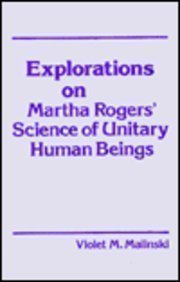 Explorations
on
Martha Rogers'
Science of Unitary
Human Beings
Violet M. Malinski